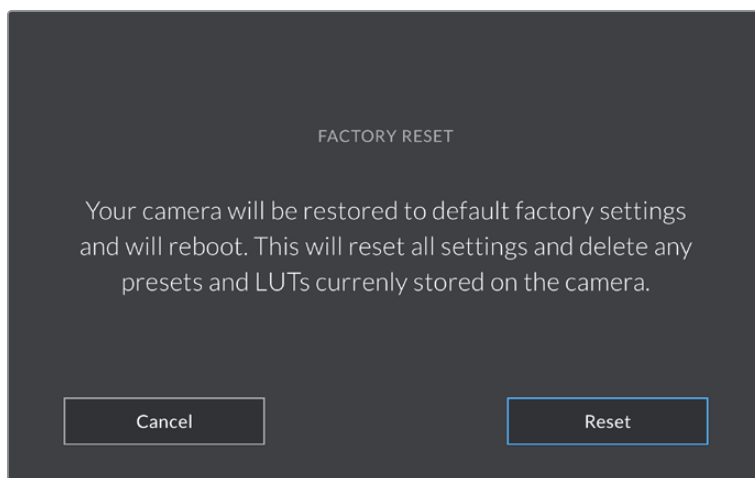 FACTORY RESET
Your camera will be restored to default factory settings
and will reboot. This will reset all settings and delete any
presets and LUTs currenly stored on the camera.
Cancel
Reset